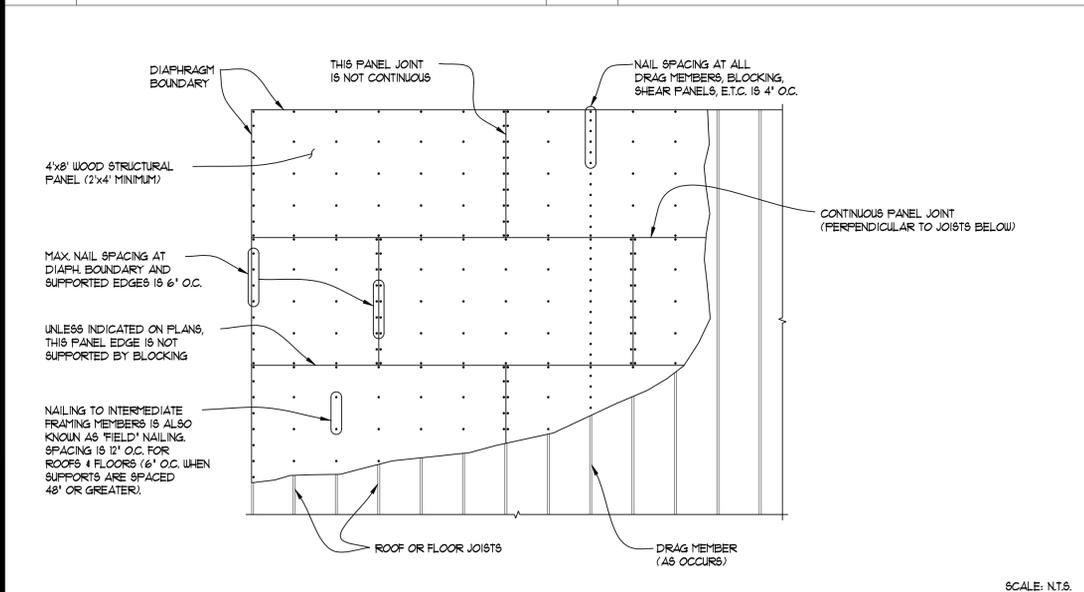 DIAPHRAGM
BOUNDARY
THIS PANEL JOINT
IS NOT CONTINUOUS
NAIL SPACING AT ALL
DRAG MEMBERS, BLOCKING,
SHEAR PANELS, E.T.C. IS 4" O.C.
4'x8' WOOD STRUCTURAL
PANEL (2'x4' MINIMUM)
CONTINUOUS PANEL JOINT
(PERPENDICULAR TO JOISTS BELOW)
MAX. NAIL SPACING AT
DIAPH. BOUNDARY AND
SUPPORTED EDGES IS 6" O.C.
UNLESS INDICATED ON PLANS,
THIS PANEL EDGE IS NOT
SUPPORTED BY BLOCKING
NAILING TO INTERMEDIATE
FRAMING MEMBERS IS ALSO
KNOWN AS "FIELD" NAILING.
SPACING IS 12" O.C. FOR
ROOFS & FLOORS (6" O.C. WHEN
SUPPORTS ARE SPACED
48" OR GREATER).
ROOF OR FLOOR JOISTS
DRAG MEMBER
(AS OCCURS)
SCALE: N.T.S.